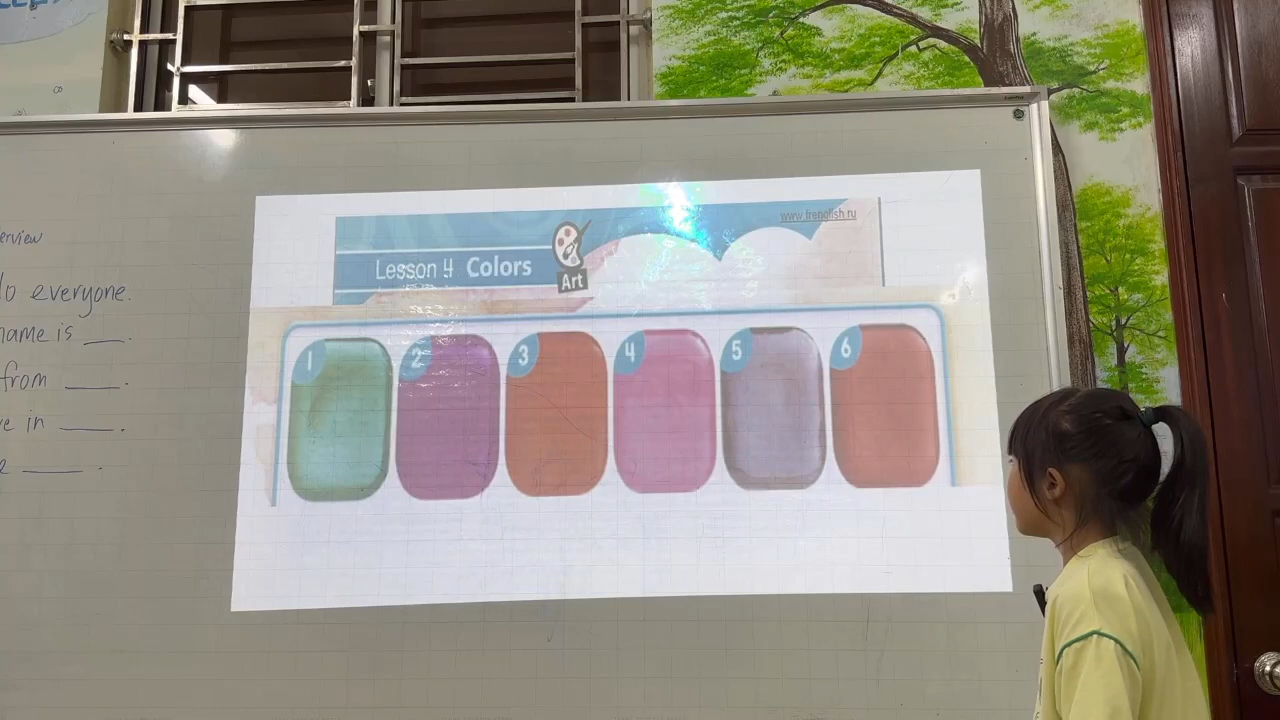 erview
lo everyone.
name is ___.
from ___.
ve in ___.
___.
www.frenglish.ru
Lesson 4 Colors
Art
1 2 3 4 5 6